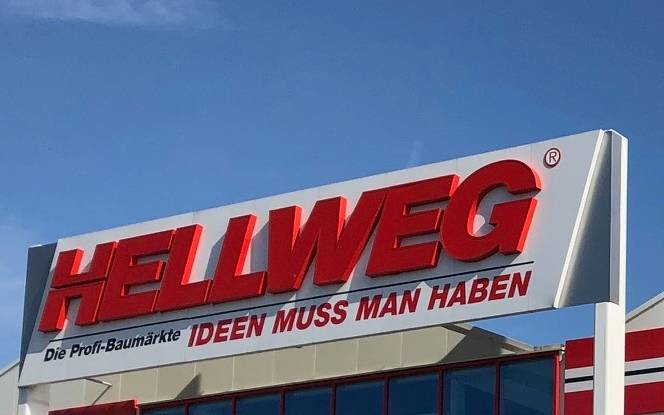 HELLWEG®
Die Profi-Baumärkte IDEEN MUSS MAN HABEN